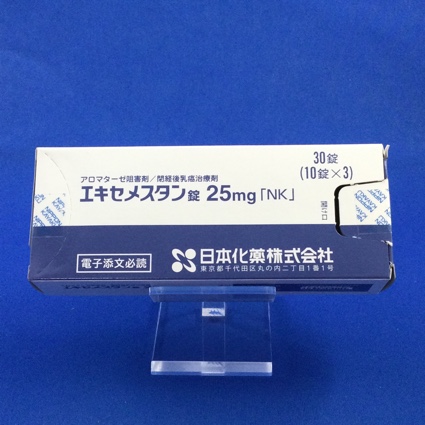 アロマターゼ阻害剤/閉経後乳癌治療剤
エキセメスタン錠 25mg「NK」
30錠
(10錠×3)
開け口
電子添文必読
日本化薬株式会社
東京都千代田区丸の内二丁目1番1号